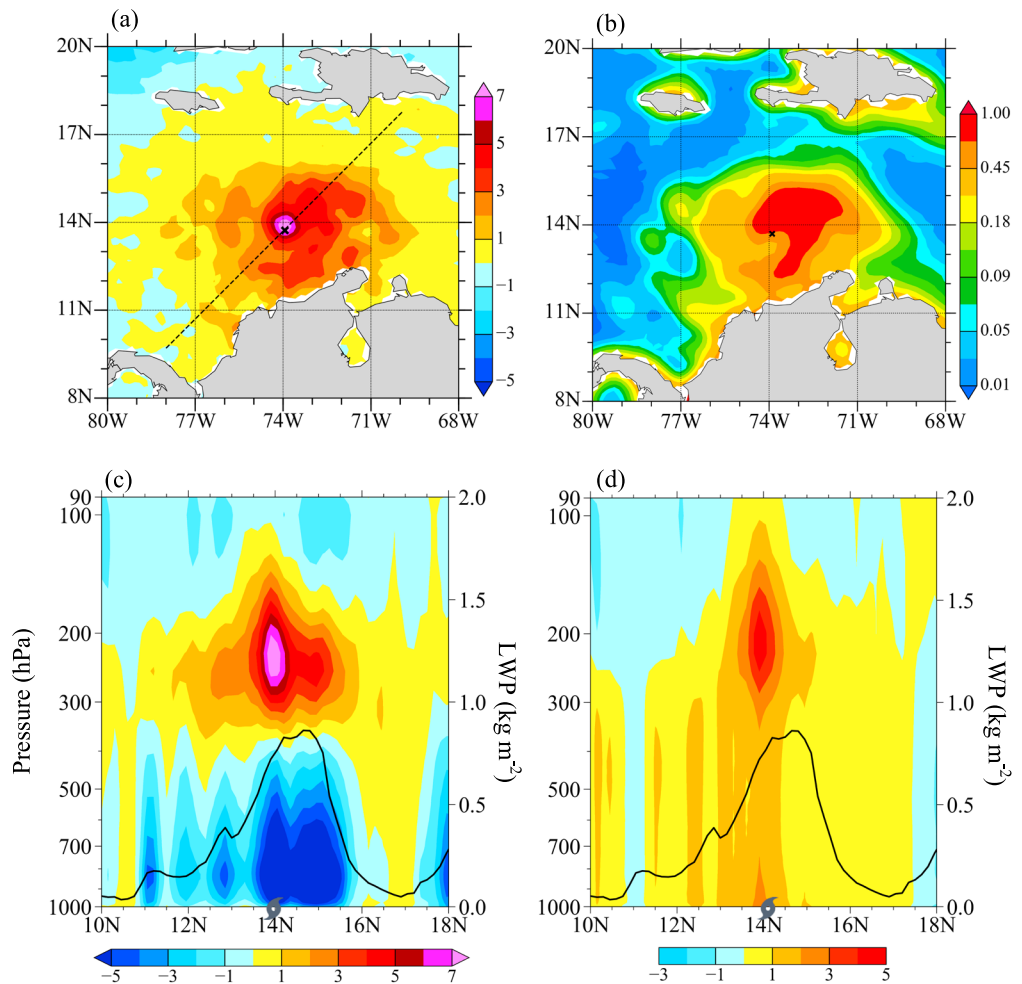 (a)
20N
17N
14N
11N
8N
80W 77W 74W 71W 68W
7
5
3
1
−1
−3
−5
(b)
20N
17N
14N
11N
8N
80W 77W 74W 71W 68W
1.00
0.45
0.18
0.09
0.05
0.01
(c)
Pressure (hPa)
90
100
200
300
500
700
1000
10N 12N 14N 16N 18N
2.0
1.5
1.0
0.5
0.0
LWP (kg m-2)
−5 −3 −1 1 3 5 7
(d)
90
100
200
300
500
700
1000
10N 12N 14N 16N 18N
2.0
1.5
1.0
0.5
0.0
LWP (kg m-2)
−3 −1 1 3 5